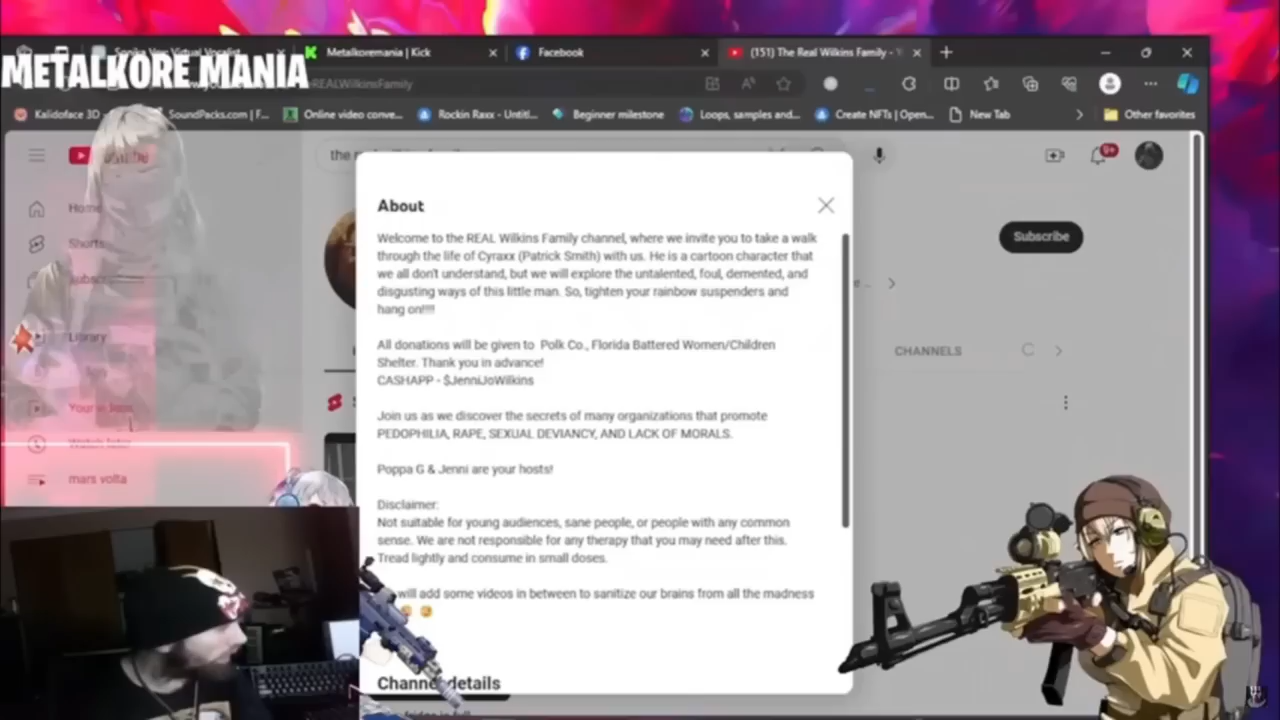 METALKORE MANIA
Metalkoremania | Kick
Facebook
(151) The Real Wilkins Family - Y
REALWilkinsFamily
Kalidoface 3D
SoundPacks.com | F...
Online video conve...
Rockin Raxx - Untitl...
Beginner milestone
Loops, samples and...
Create NFTs | Open...
New Tab
Other favorites
the
9+
Home
Shorts
Library
Watch later
mars volta
Subscribe
CHANNELS
About
Welcome to the REAL Wilkins Family channel, where we invite you to take a walk
through the life of Cyraxx (Patrick Smith) with us. He is a cartoon character that
we all don't understand, but we will explore the untalented, foul, demented, and
disgusting ways of this little man. So, tighten your rainbow suspenders and
hang on!!!!
All donations will be given to Polk Co., Florida Battered Women/Children
Shelter. Thank you in advance!
CASHAPP - $JenniJoWilkins
Join us as we discover the secrets of many organizations that promote
PEDOPHILIA, RAPE, SEXUAL DEVIANCY, AND LACK OF MORALS.
Poppa G & Jenni are your hosts!
Disclaimer:
Not suitable for young audiences, sane people, or people with any common
sense. We are not responsible for any therapy that you may need after this.
Tread lightly and consume in small doses.
will add some videos in between to sanitize our brains from all the madness
Channel details